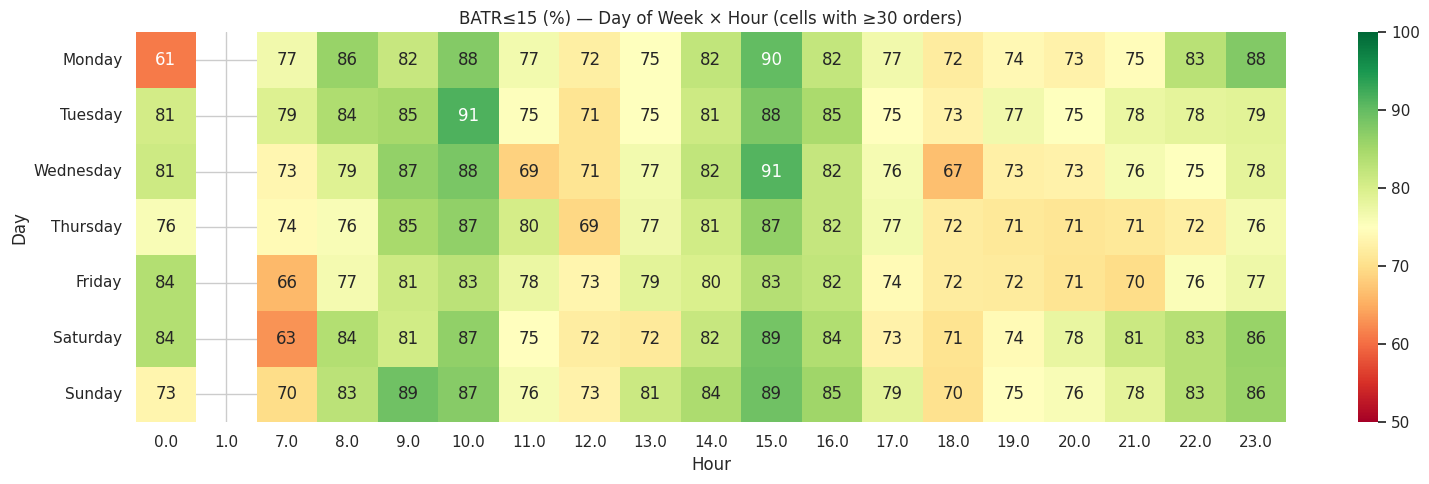 BATR≤15 (%) — Day of Week × Hour (cells with ≥30 orders)
Monday 61 77 86 82 88 77 72 75 82 90 82 77 72 74 73 75 83 88
Tuesday 81 79 84 85 91 75 71 75 81 88 85 75 73 77 75 78 78 79
Wednesday 81 73 79 87 88 69 71 77 82 91 82 76 67 73 73 76 75 78
Thursday 76 74 76 85 87 80 69 77 81 87 82 77 72 71 71 71 72 76
Friday 84 66 77 81 83 78 73 79 80 83 82 74 72 72 71 70 76 77
Saturday 84 63 84 81 87 75 72 72 82 89 84 73 71 74 78 81 83 86
Sunday 73 70 83 89 87 76 73 81 84 89 85 79 70 75 76 78 83 86
0.0 1.0 7.0 8.0 9.0 10.0 11.0 12.0 13.0 14.0 15.0 16.0 17.0 18.0 19.0 20.0 21.0 22.0 23.0
Hour
Day
100
90
80
70
60
50